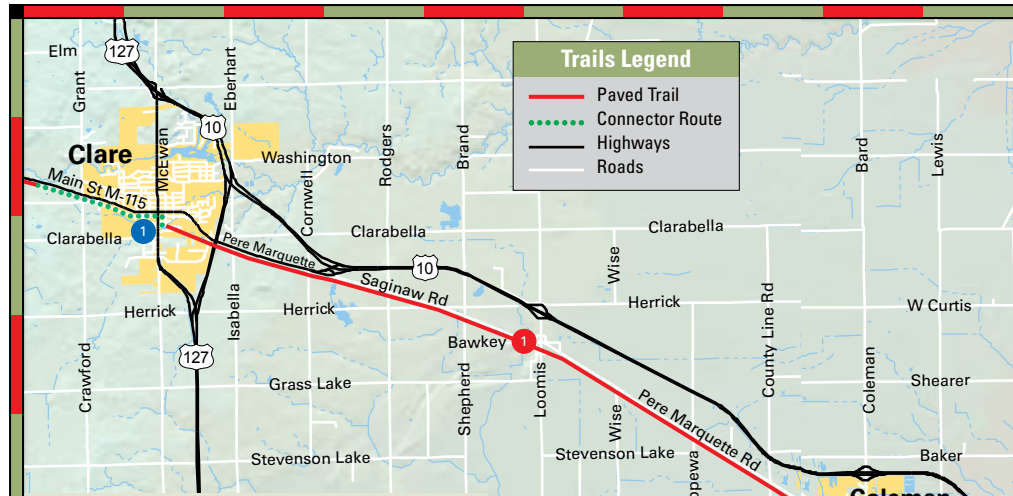 Elm
127
Grant
Eberhart
10
Trails Legend
Paved Trail
Connector Route
Highways
Roads
Clare
McEwan
Washington
Cornwell
Rodgers
Brand
Bard
Lewis
Main St M-115
1
Clarabella
Pere Marquette
Clarabella
Clarabella
10
Saginaw Rd
Wise
County Line Rd
Herrick
Isabella
Herrick
Herrick
W Curtis
127
Crawford
Bawkey
1
Grass Lake
Shepherd
Loomis
Wise
Pere Marquette Rd
Coleman
Shearer
Stevenson Lake
Stevenson Lake
Baker